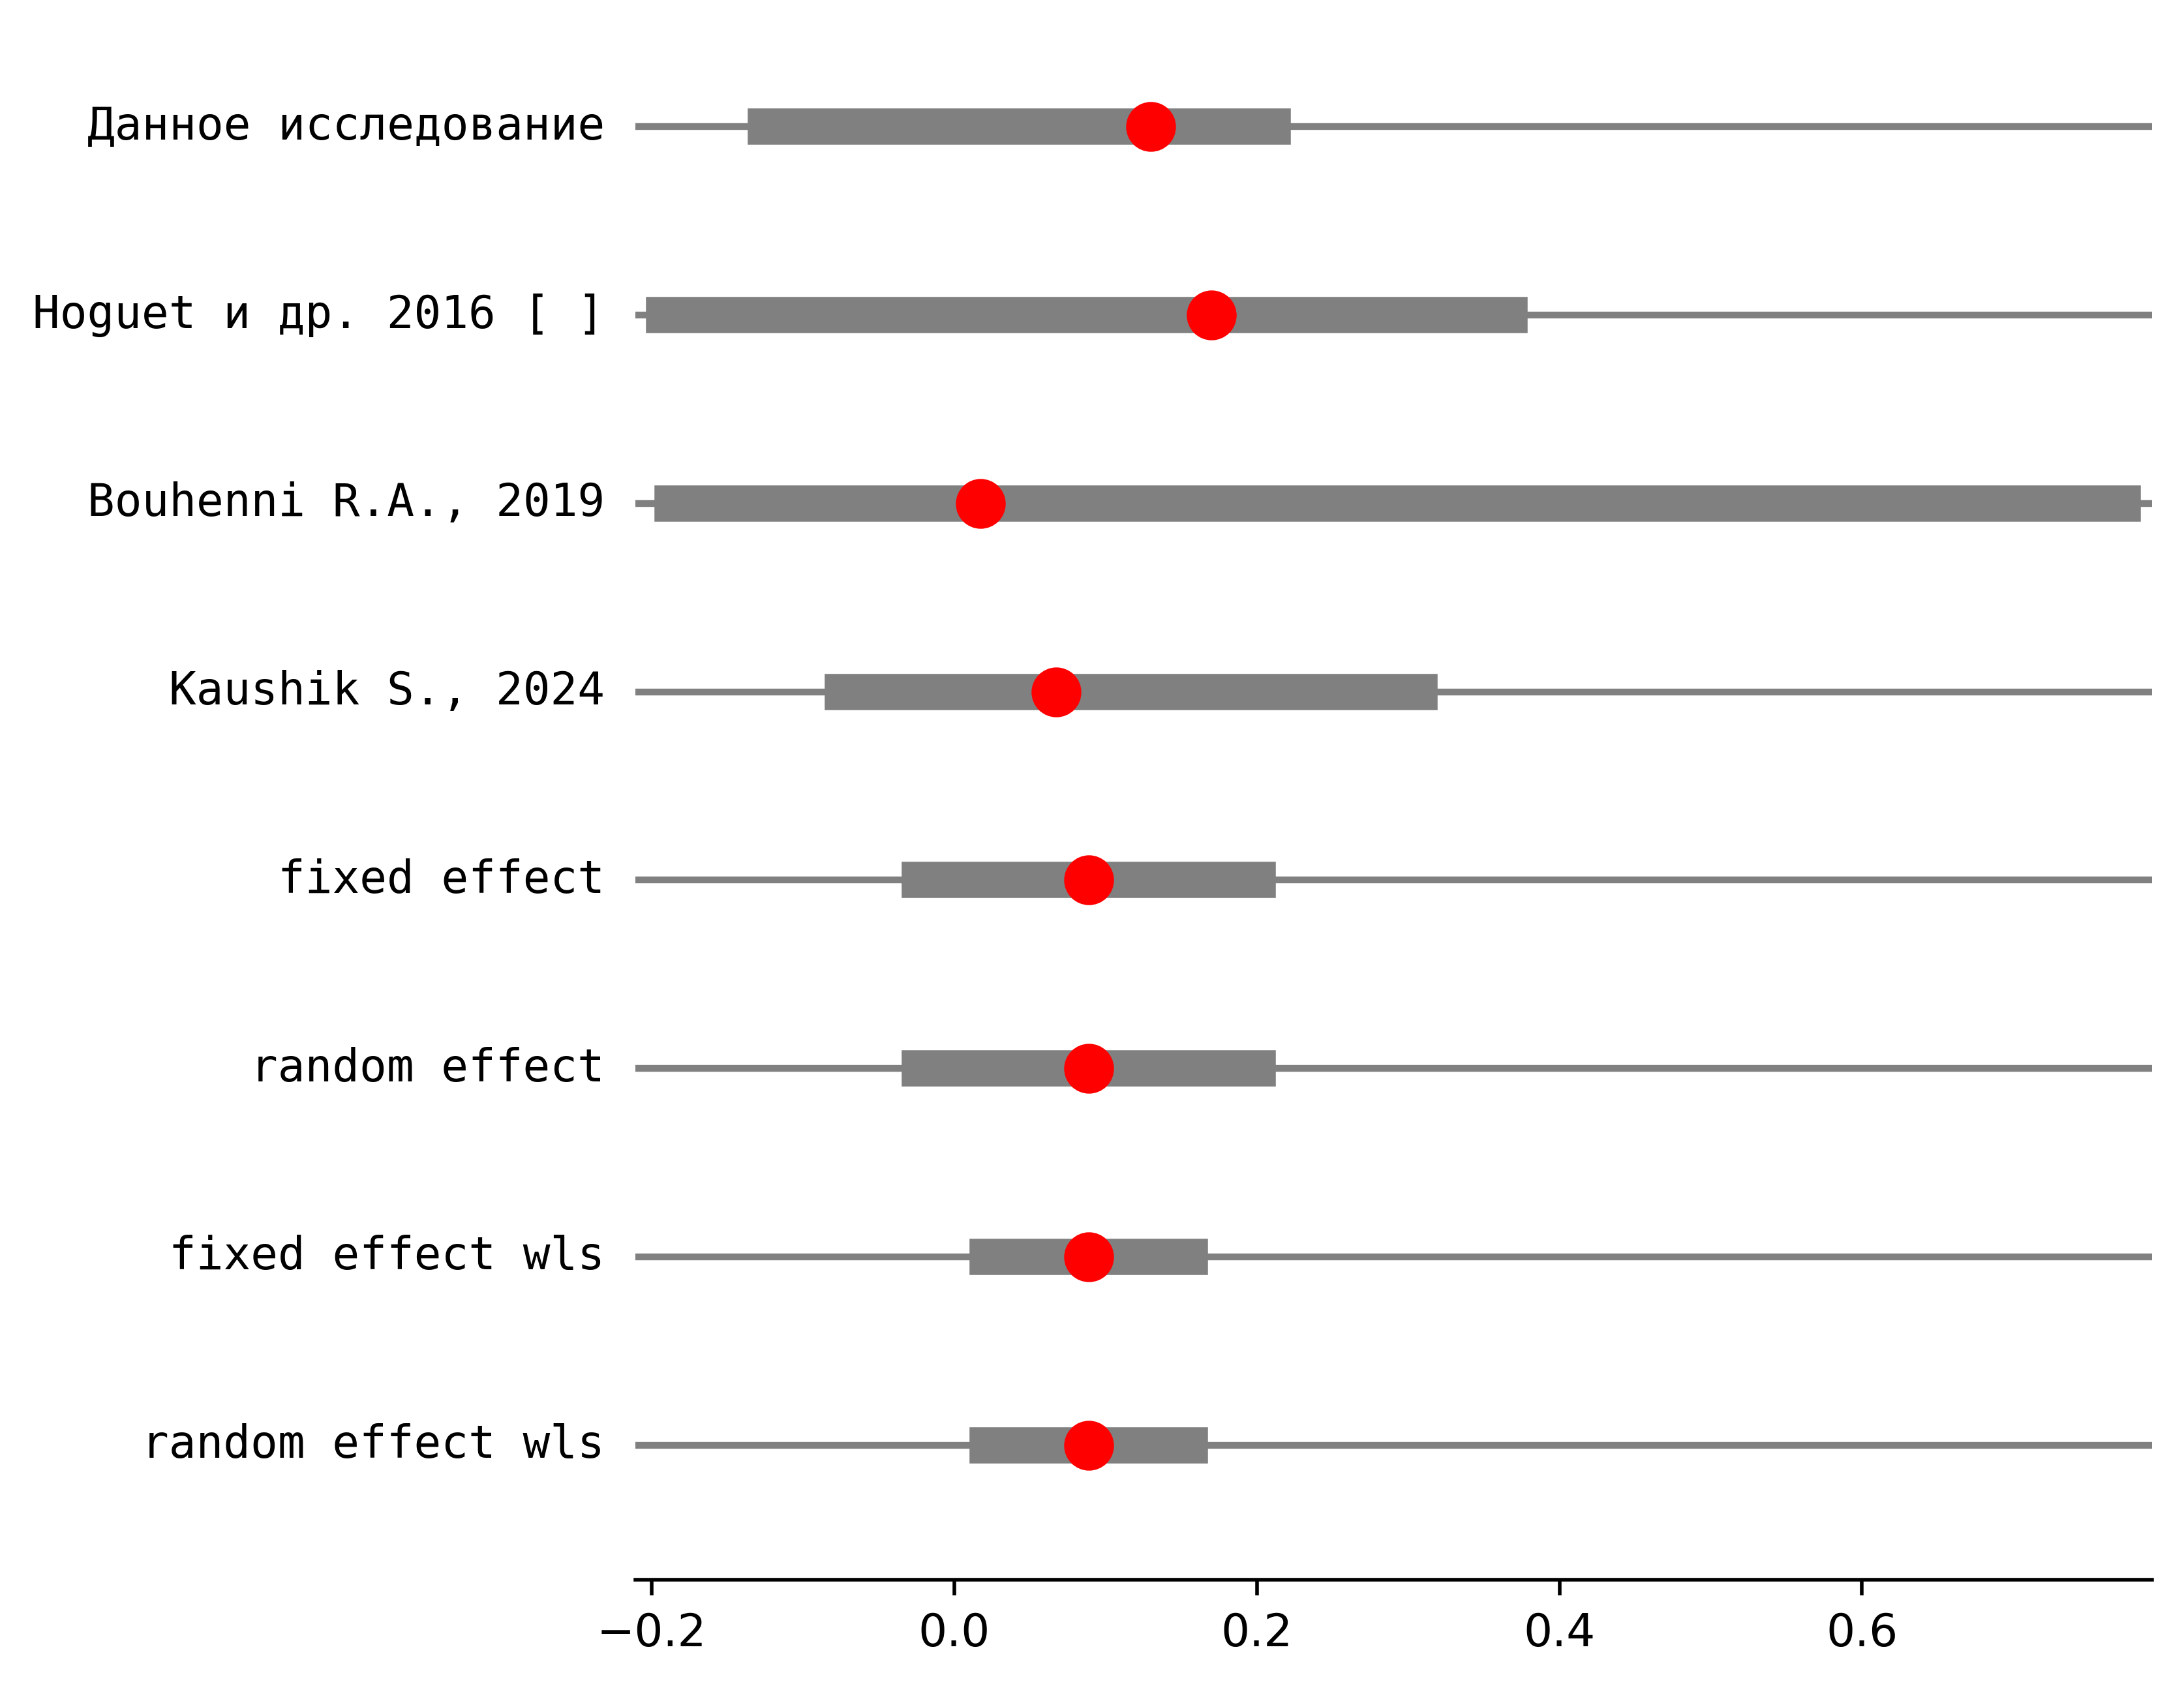 Данное исследование
Hoguet и др. 2016 [ ]
Bouhenni R.A., 2019
Kaushik S., 2024
fixed effect
random effect
fixed effect wls
random effect wls
−0.2 0.0 0.2 0.4 0.6